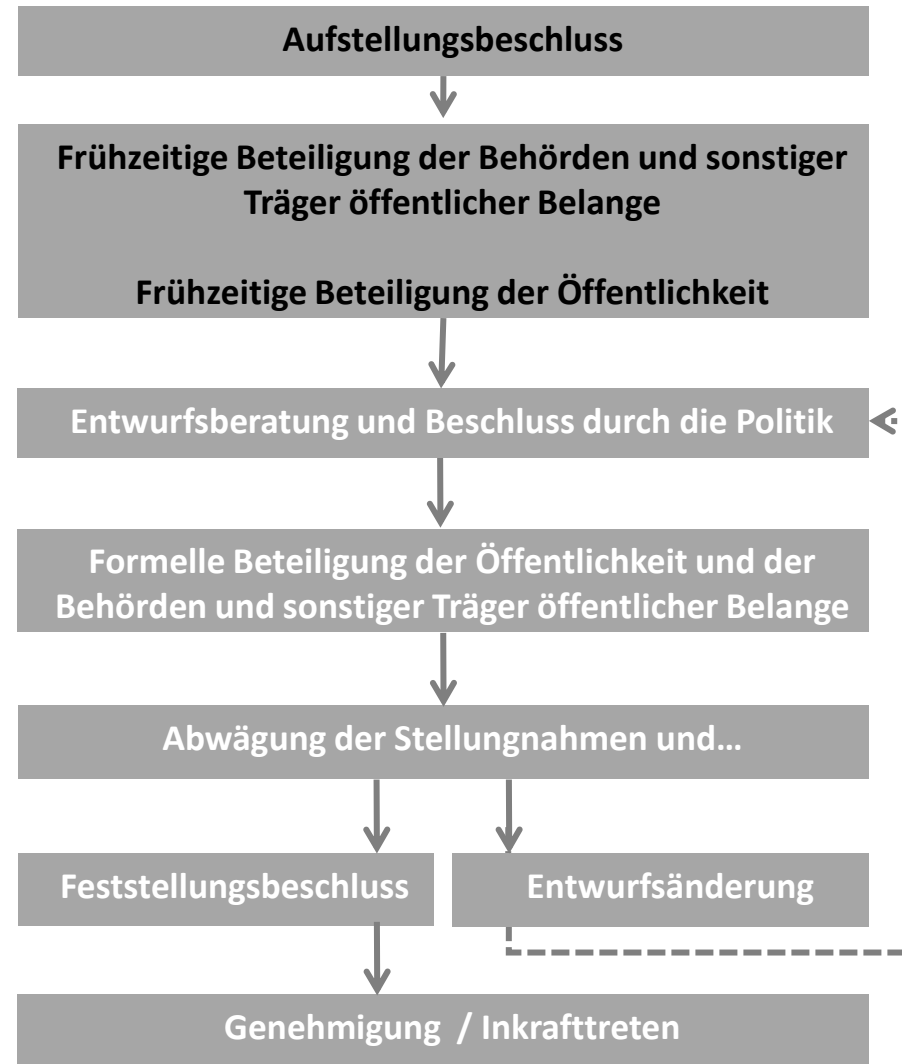 Aufstellungsbeschluss
Frühzeitige Beteiligung der Behörden und sonstiger
Träger öffentlicher Belange
Frühzeitige Beteiligung der Öffentlichkeit
Entwurfsberatung und Beschluss durch die Politik
Formelle Beteiligung der Öffentlichkeit und der
Behörden und sonstiger Träger öffentlicher Belange
Abwägung der Stellungnahmen und…
Feststellungsbeschluss
Entwurfsänderung
Genehmigung / Inkrafttreten